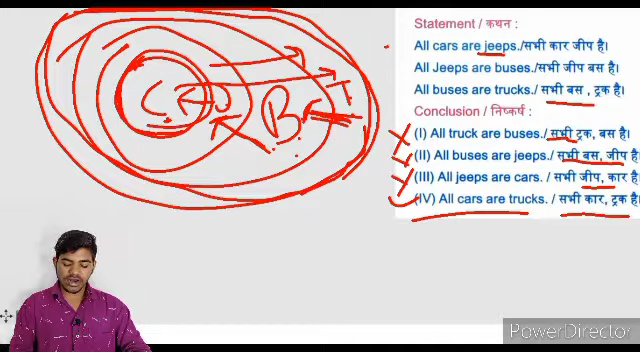 Statement / कथन :
All cars are jeeps./सभी कार जीप है।
All Jeeps are buses./सभी जीप बस है।
All buses are trucks./ सभी बस , ट्रक है।
Conclusion / निष्कर्ष :
(I) All truck are buses./ सभी ट्रक, बस है।
(II) All buses are jeeps./ सभी बस, जीप है।
(III) All jeeps are cars. / सभी जीप, कार है।
(IV) All cars are trucks. / सभी कार, ट्रक है।
C J B T
PowerDirector